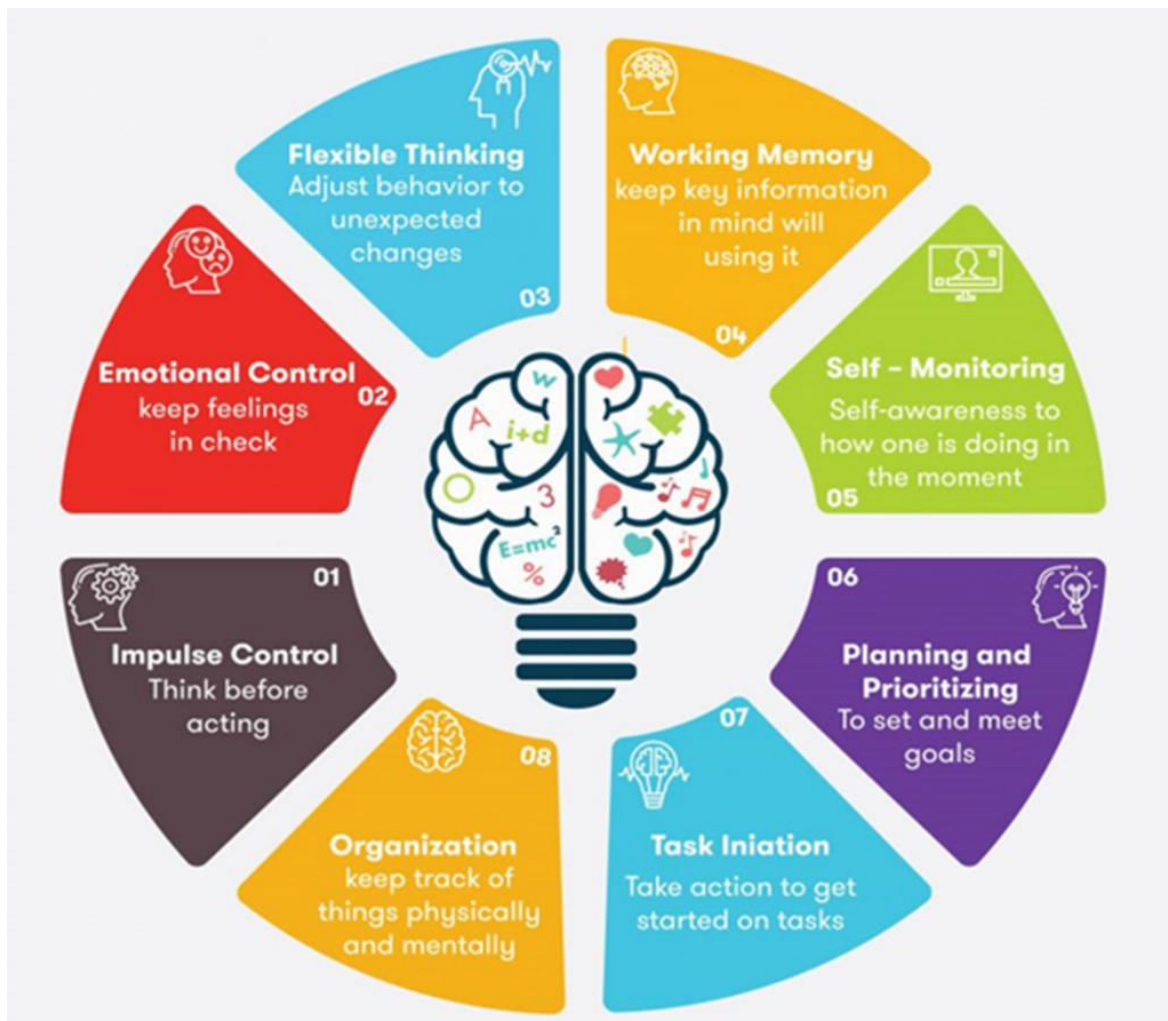 01
Impulse Control
Think before
acting
Emotional Control
02
keep feelings
in check
Flexible Thinking
Adjust behavior to
unexpected
changes
03
Working Memory
keep key information
in mind will
using it
04
Self - Monitoring
Self-awareness to
how one is doing in
the moment
05
06
Planning and
Prioritizing
To set and meet
goals
07
Task Iniation
Take action to get
started on tasks
08
Organization
keep track of
things physically
and mentally
w
A
i+d
3
E=mc²
%